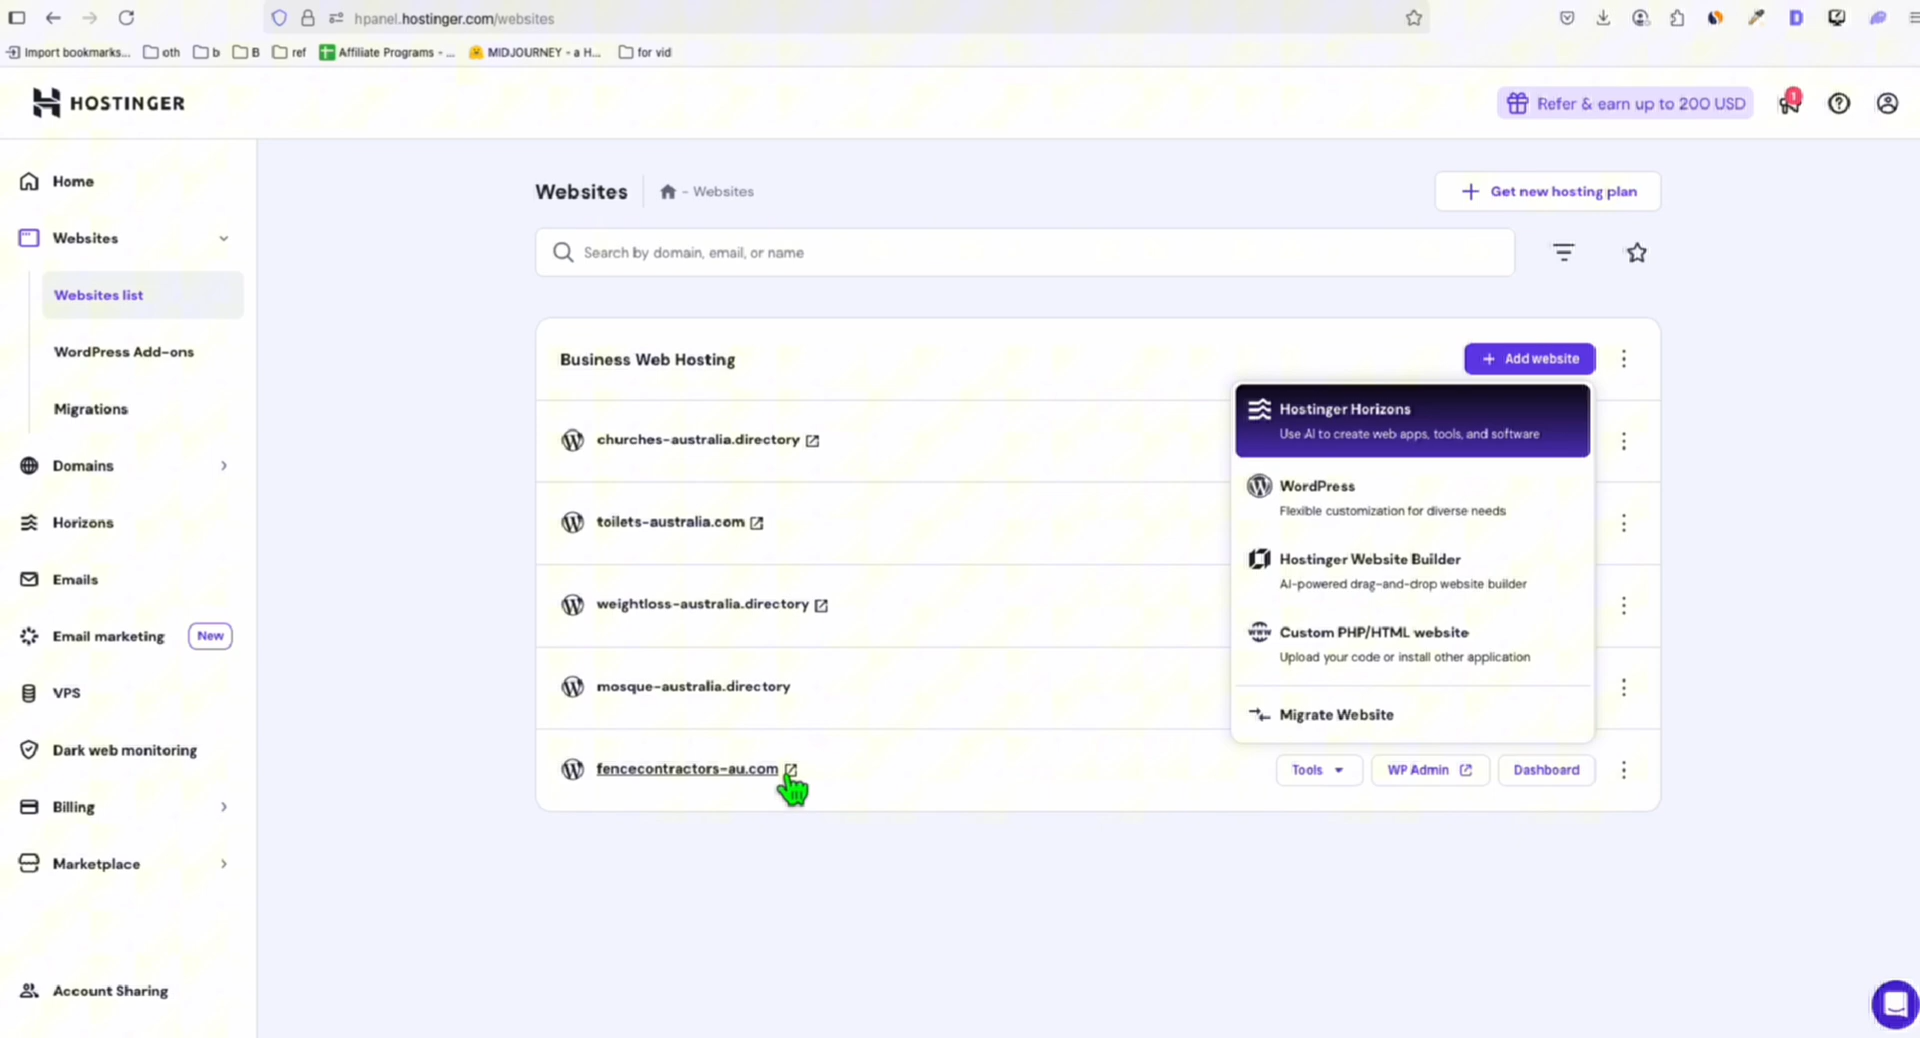 hpanel.hostinger.com/websites
Import bookmarks...
oth
b
B
ref
Affiliate Programs - ...
MIDJOURNEY - a H...
for vid
HOSTINGER
Refer & earn up to 200 USD
1
Home
Websites
Websites list
WordPress Add-ons
Migrations
Domains
Horizons
Emails
Email marketing
New
VPS
Dark web monitoring
Billing
Marketplace
Account Sharing
Websites
- Websites
Get new hosting plan
Search by domain, email, or name
Business Web Hosting
Add website
churches-australia.directory
toilets-australia.com
weightloss-australia.directory
mosque-australia.directory
fencecontractors-au.com
Hostinger Horizons
Use AI to create web apps, tools, and software
WordPress
Flexible customization for diverse needs
Hostinger Website Builder
AI-powered drag-and-drop website builder
Custom PHP/HTML website
Upload your code or install other application
Migrate Website
Tools
WP Admin
Dashboard